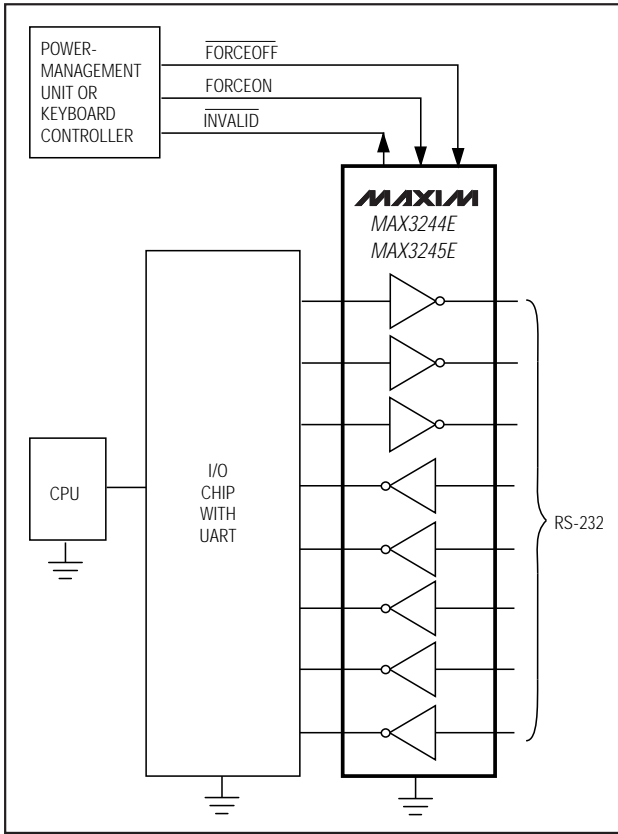 POWER-
MANAGEMENT
UNIT OR
KEYBOARD
CONTROLLER
FORCEOFF
FORCEON
INVALID
MAXIM
MAX3244E
MAX3245E
CPU
I/O
CHIP
WITH
UART
RS-232